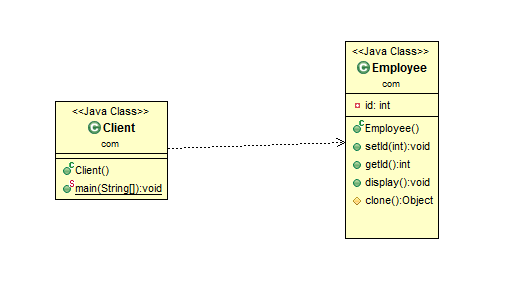 <<Java Class>>
Client
com
Client()
main(String[]):void
<<Java Class>>
Employee
com
id: int
Employee()
setId(int):void
getId():int
display():void
clone():Object